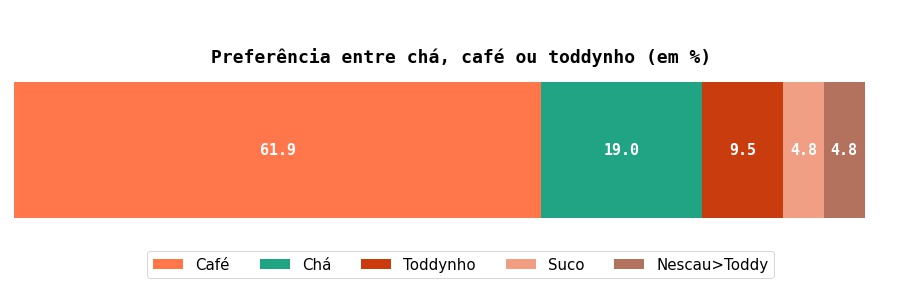 Preferência entre chá, café ou toddynho (em %)
61.9 19.0 9.5 4.8 4.8
Café Chá Toddynho Suco Nescau>Toddy